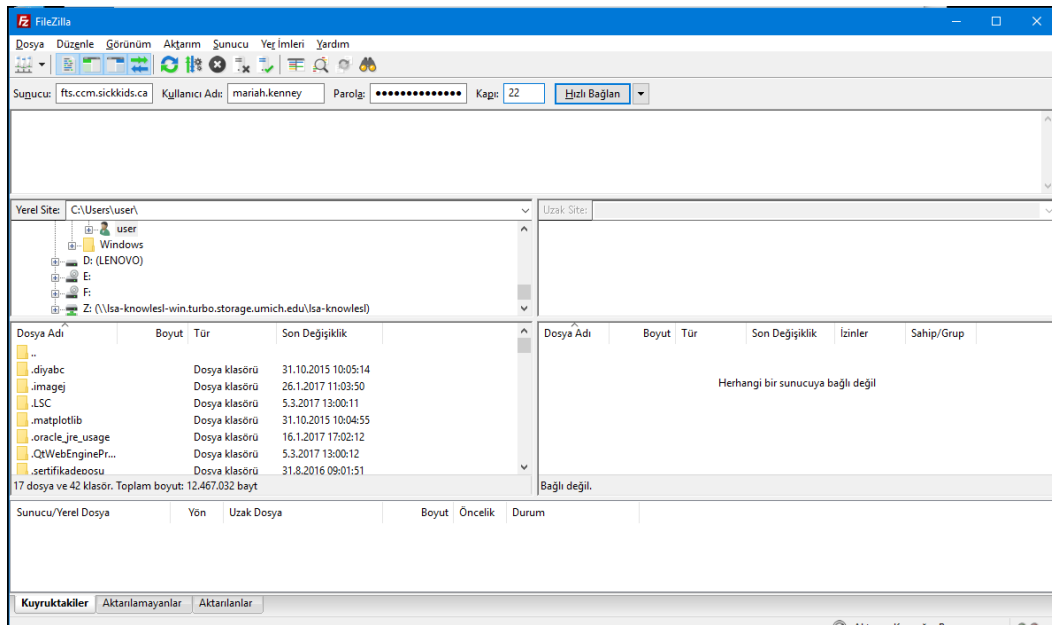 FileZilla
Dosya Düzenle Görünüm Aktarım Sunucu Yer İmleri Yardım
Sunucu: fts.ccm.sickkids.ca Kullanıcı Adı: mariah.kenney Parola: ●●●●●●●●●●●●●● Kapı: 22 Hızlı Bağlan
Yerel Site: C:\Users\user\ Uzak Site:
user
Windows
D: (LENOVO)
E:
F:
Z: (\\lsa-knowlesl-win.turbo.storage.umich.edu\lsa-knowlesl)
Dosya Adı Boyut Tür Son Değişiklik Dosya Adı Boyut Tür Son Değişiklik İzinler Sahip/Grup
..
.diyabc Dosya klasörü 31.10.2015 10:05:14
.imagej Dosya klasörü 26.1.2017 11:03:50
Herhangi bir sunucuya bağlı değil
.LSC Dosya klasörü 5.3.2017 13:00:11
.matplotlib Dosya klasörü 31.10.2015 10:04:55
.oracle_jre_usage Dosya klasörü 16.1.2017 17:02:12
.QtWebEnginePr... Dosya klasörü 5.3.2017 13:00:12
.sertifikadeposu Dosya klasörü 31.8.2016 09:01:51
17 dosya ve 42 klasör. Toplam boyut: 12.467.032 bayt Bağlı değil.
Sunucu/Yerel Dosya Yön Uzak Dosya Boyut Öncelik Durum
Kuyruktakiler Aktarılamayanlar Aktarılanlar